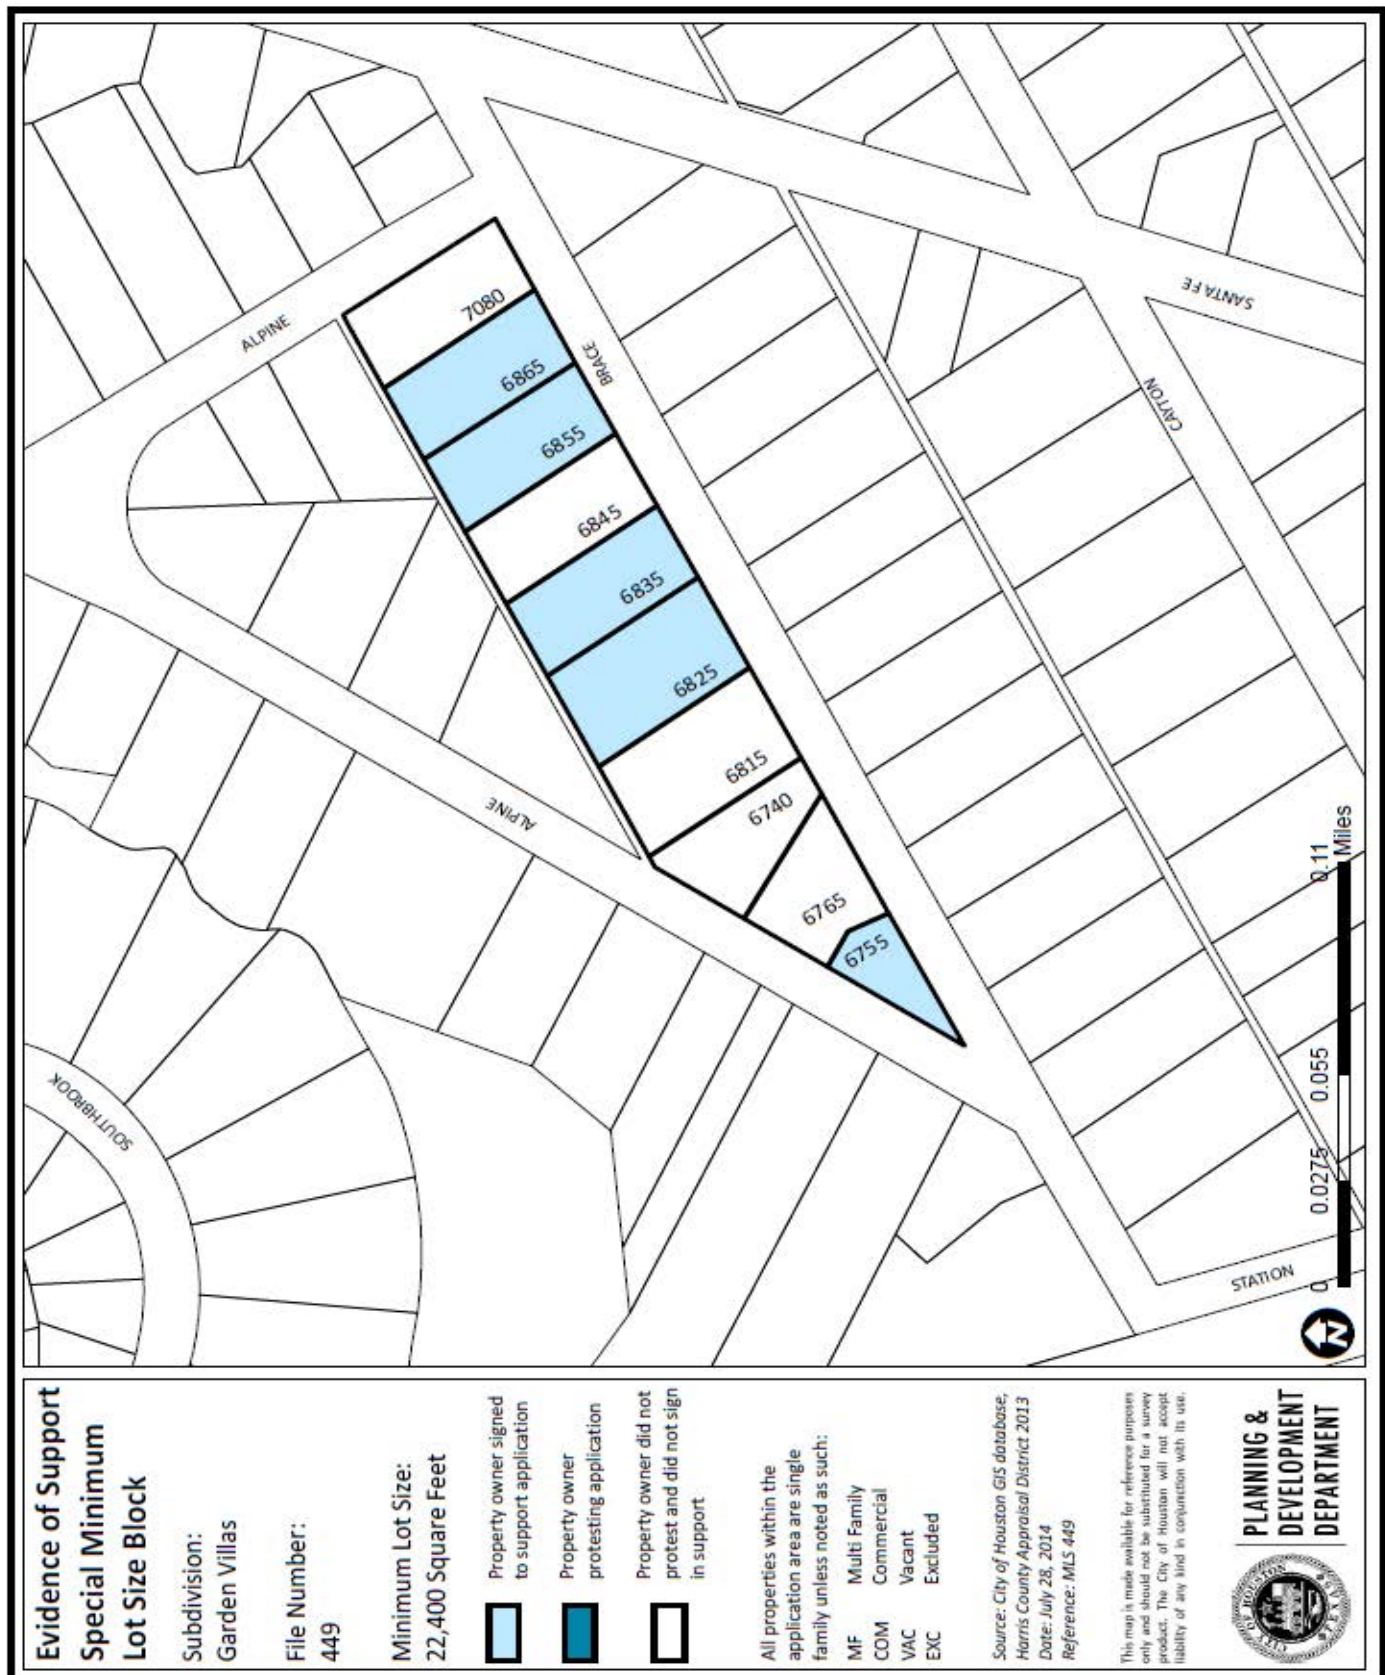 Evidence of Support
Special Minimum
Lot Size Block
Subdivision:
Garden Villas
File Number:
449
Minimum Lot Size:
22,400 Square Feet
Property owner signed
to support application
Property owner
protesting application
Property owner did not
protest and did not sign
in support
All properties within the
application area are single
family unless noted as such:
MF Multi Family
COM Commercial
VAC Vacant
EXC Excluded
Source: City of Houston GIS database,
Harris County Appraisal District 2013
Date: July 28, 2014
Reference: MLS 449
This map is made available for reference purposes
only and should not be substituted for a survey
product. The City of Houston will not accept
liability of any kind in conjunction with its use.
CITY OF HOUSTON
TEXAS
PLANNING &
DEVELOPMENT
DEPARTMENT
SOUTHBROOK
ALPINE
ALPINE
7080
6865
6855
6845
6835
6825
6815
6740
6765
6755
BRACE
CAYTON
SANTA FE
STATION
N
0 0.0275 0.055 0.11
Miles